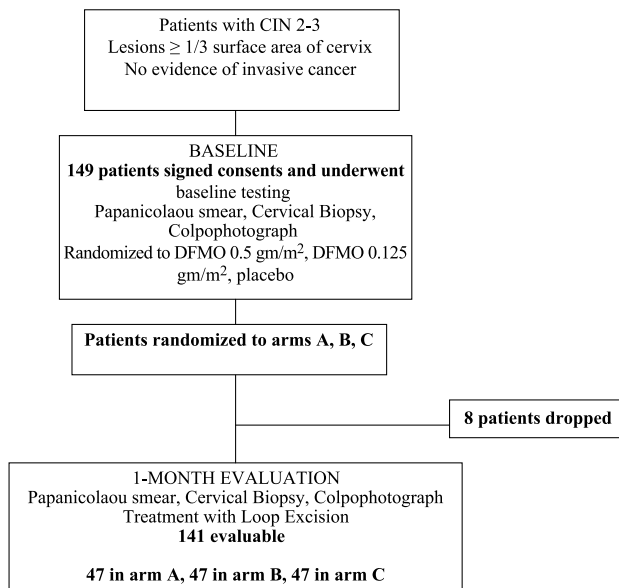 Patients with CIN 2-3
Lesions ≥ 1/3 surface area of cervix
No evidence of invasive cancer
BASELINE
149 patients signed consents and underwent
baseline testing
Papanicolaou smear, Cervical Biopsy,
Colpophotograph
Randomized to DFMO 0.5 gm/m², DFMO 0.125
gm/m², placebo
Patients randomized to arms A, B, C
8 patients dropped
1-MONTH EVALUATION
Papanicolaou smear, Cervical Biopsy, Colpophotograph
Treatment with Loop Excision
141 evaluable
47 in arm A, 47 in arm B, 47 in arm C